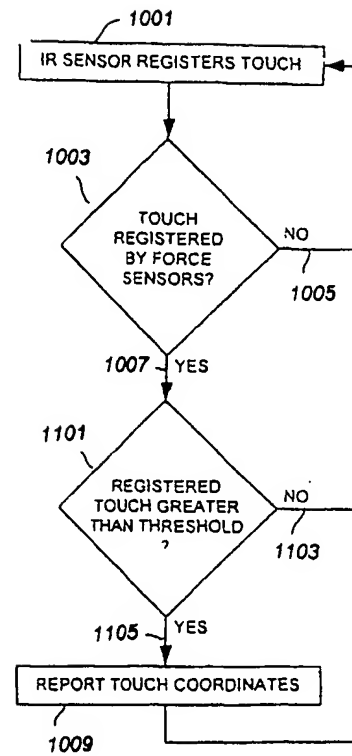 1001
IR SENSOR REGISTERS TOUCH
1003
TOUCH
REGISTERED
BY FORCE
SENSORS?
NO
1005
1007
YES
1101
REGISTERED
TOUCH GREATER
THAN THRESHOLD
?
NO
1103
1105
YES
REPORT TOUCH COORDINATES
1009